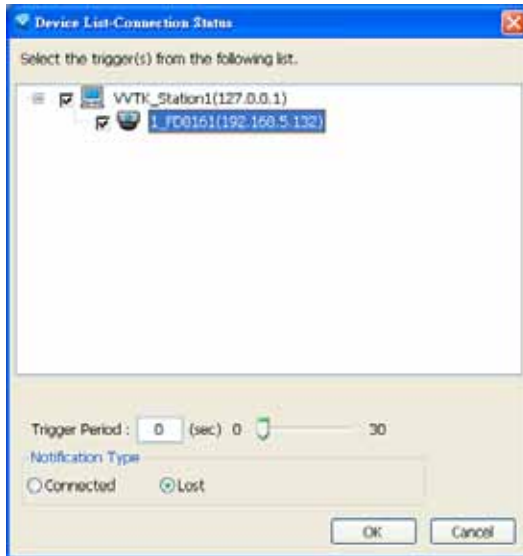 Device List-Connection Status
Select the trigger(s) from the following list.
VVTK_Station1(127.0.0.1)
1_FD8161(192.168.5.132)
Trigger Period : 0 (sec) 0 30
Notification Type
Connected Lost
OK Cancel